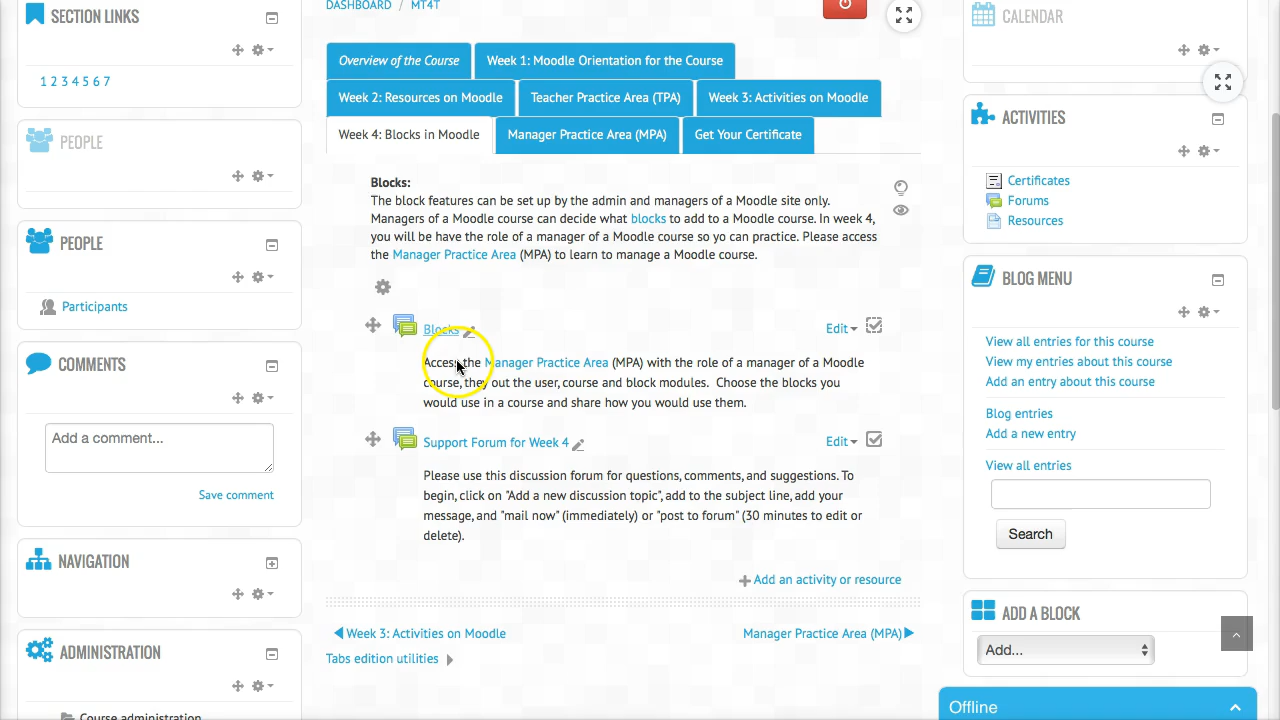 SECTION LINKS
1 2 3 4 5 6 7
PEOPLE
PEOPLE
Participants
COMMENTS
Add a comment...
Save comment
NAVIGATION
ADMINISTRATION
Course administration
DASHBOARD / MT4T
Overview of the Course
Week 1: Moodle Orientation for the Course
Week 2: Resources on Moodle
Teacher Practice Area (TPA)
Week 3: Activities on Moodle
Week 4: Blocks in Moodle
Manager Practice Area (MPA)
Get Your Certificate
Blocks:
The block features can be set up by the admin and managers of a Moodle site only.
Managers of a Moodle course can decide what blocks to add to a Moodle course. In week 4,
you will be have the role of a manager of a Moodle course so yo can practice. Please access
the Manager Practice Area (MPA) to learn to manage a Moodle course.
Blocks
Edit
Access the Manager Practice Area (MPA) with the role of a manager of a Moodle
course, they out the user, course and block modules. Choose the blocks you
would use in a course and share how you would use them.
Support Forum for Week 4
Edit
Please use this discussion forum for questions, comments, and suggestions. To
begin, click on "Add a new discussion topic", add to the subject line, add your
message, and "mail now" (immediately) or "post to forum" (30 minutes to edit or
delete).
Add an activity or resource
Week 3: Activities on Moodle
Manager Practice Area (MPA)
Tabs edition utilities
CALENDAR
ACTIVITIES
Certificates
Forums
Resources
BLOG MENU
View all entries for this course
View my entries about this course
Add an entry about this course
Blog entries
Add a new entry
View all entries
Search
ADD A BLOCK
Add...
Offline